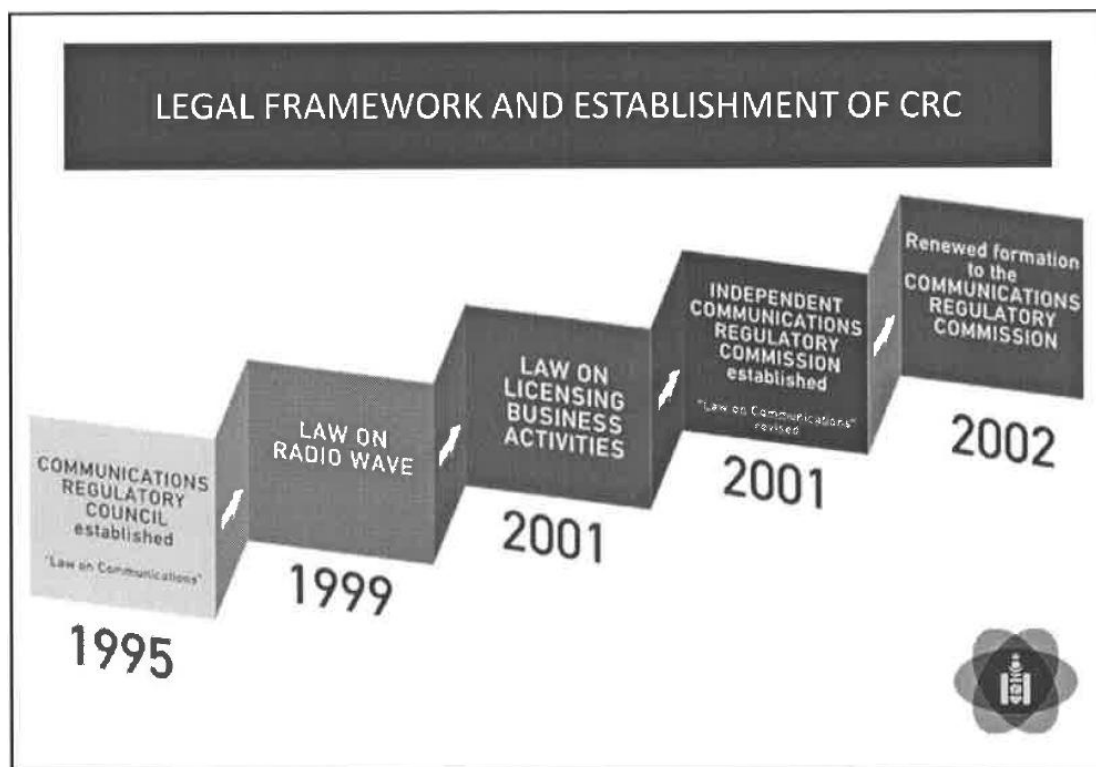 LEGAL FRAMEWORK AND ESTABLISHMENT OF CRC
COMMUNICATIONS
REGULATORY
COUNCIL
established
"Law on Communications"
1995
LAW ON
RADIO WAVE
1999
LAW ON
LICENSING
BUSINESS
ACTIVITIES
2001
INDEPENDENT
COMMUNICATIONS
REGULATORY
COMMISSION
established
"Law on Communications"
revised
2001
Renewed formation
to the
COMMUNICATIONS
REGULATORY
COMMISSION
2002